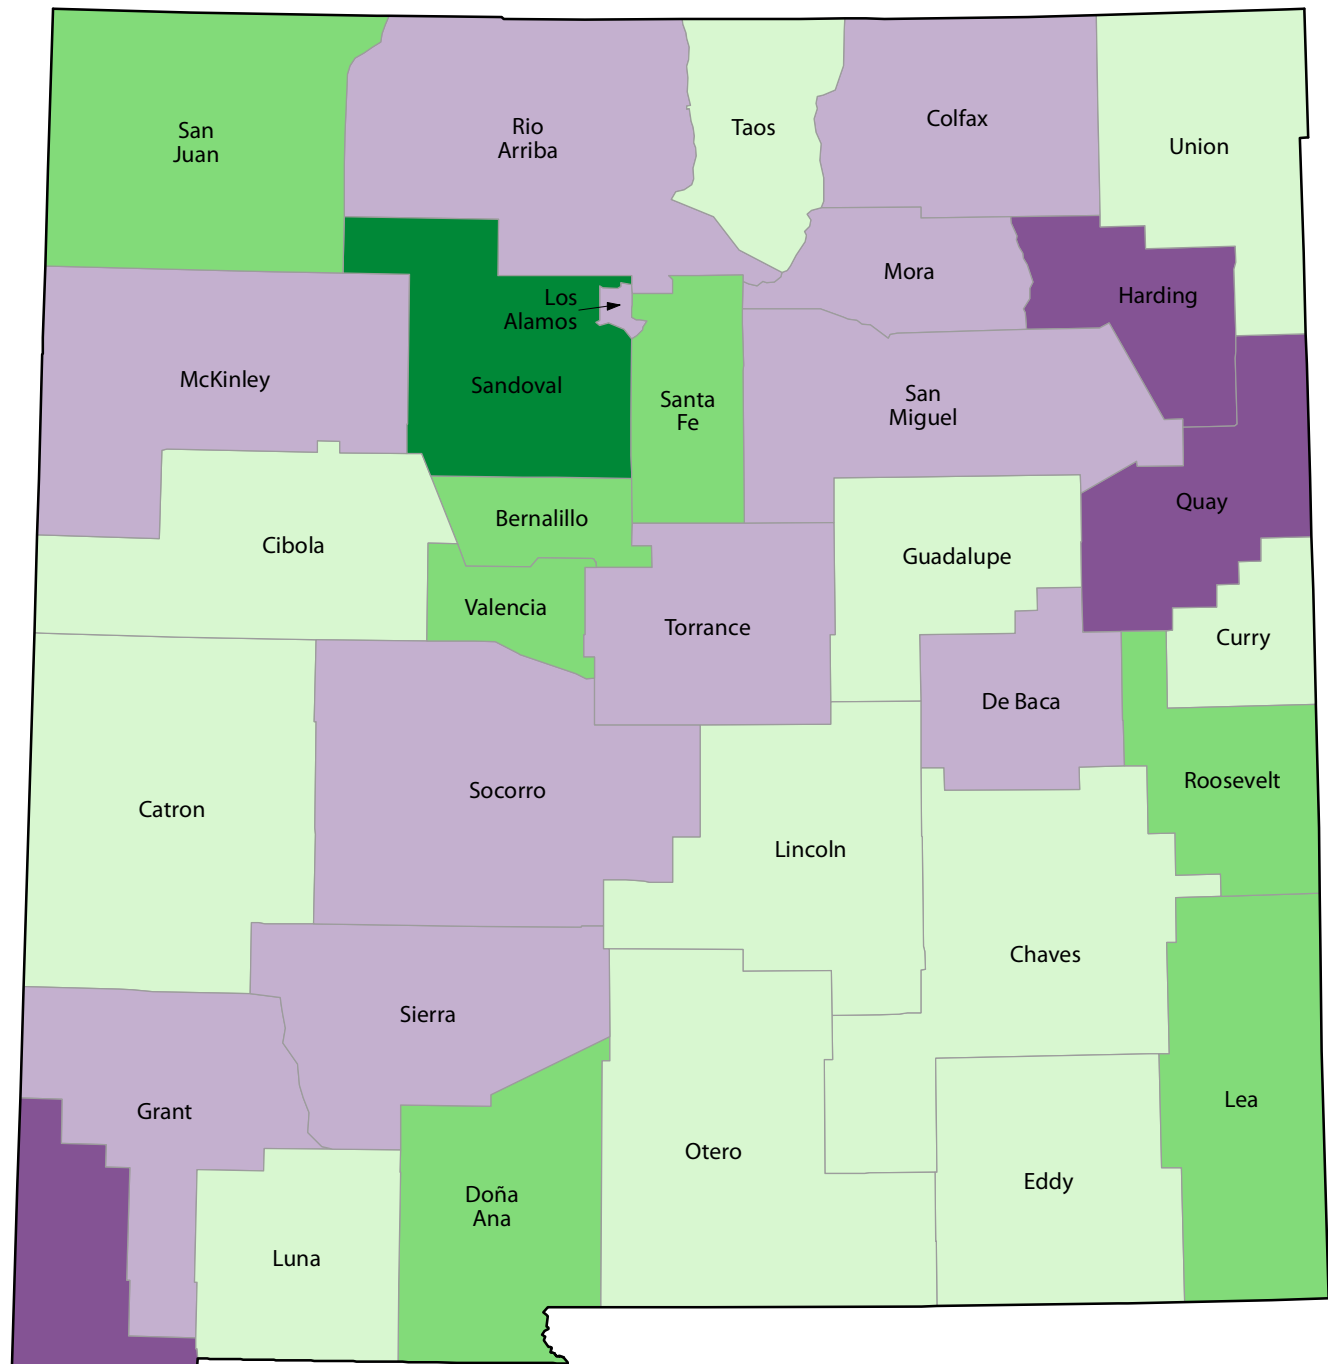 San
Juan
Rio
Arriba
Taos
Colfax
Union
Mora
Harding
Los
Alamos
McKinley
Sandoval
Santa
Fe
San
Miguel
Quay
Bernalillo
Cibola
Guadalupe
Valencia
Torrance
Curry
De Baca
Roosevelt
Socorro
Catron
Lincoln
Chaves
Sierra
Lea
Grant
Otero
Eddy
Doña
Ana
Luna